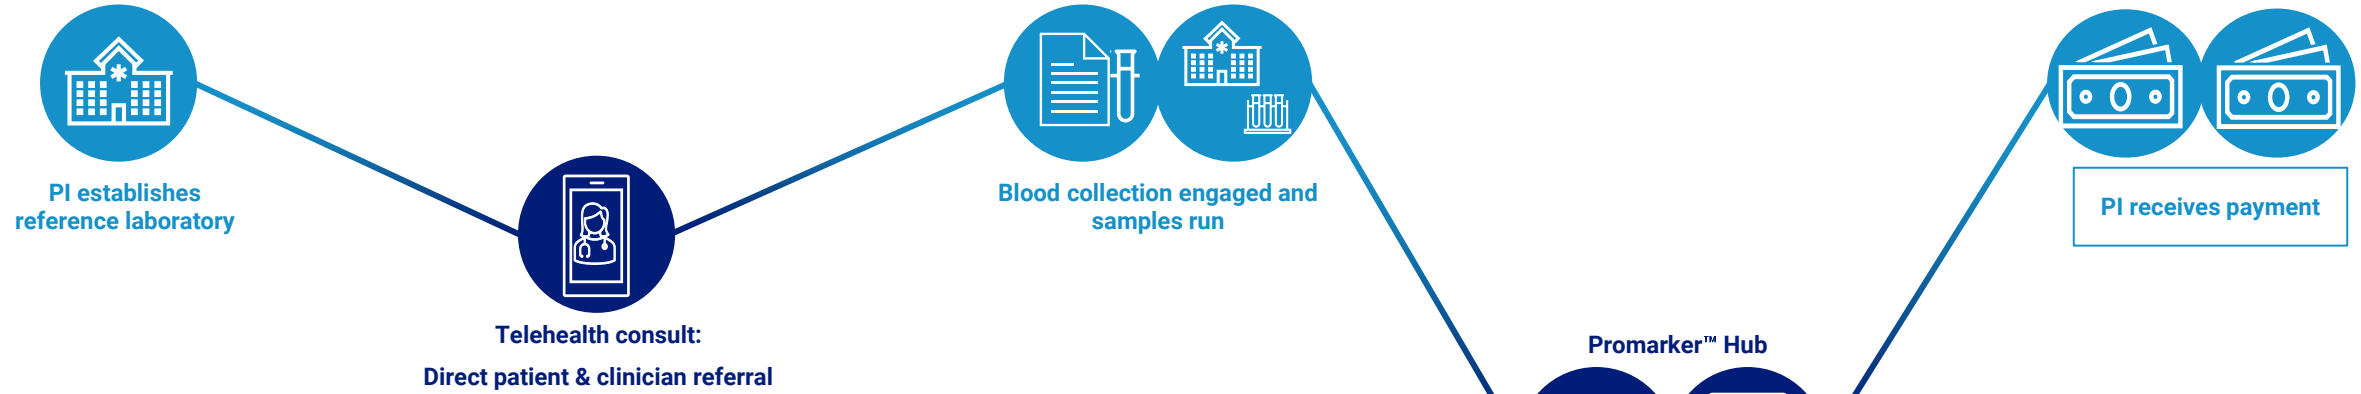 PI establishes
reference laboratory
Telehealth consult:
Direct patient & clinician referral
Blood collection engaged and
samples run
Promarker™ Hub
PI receives payment